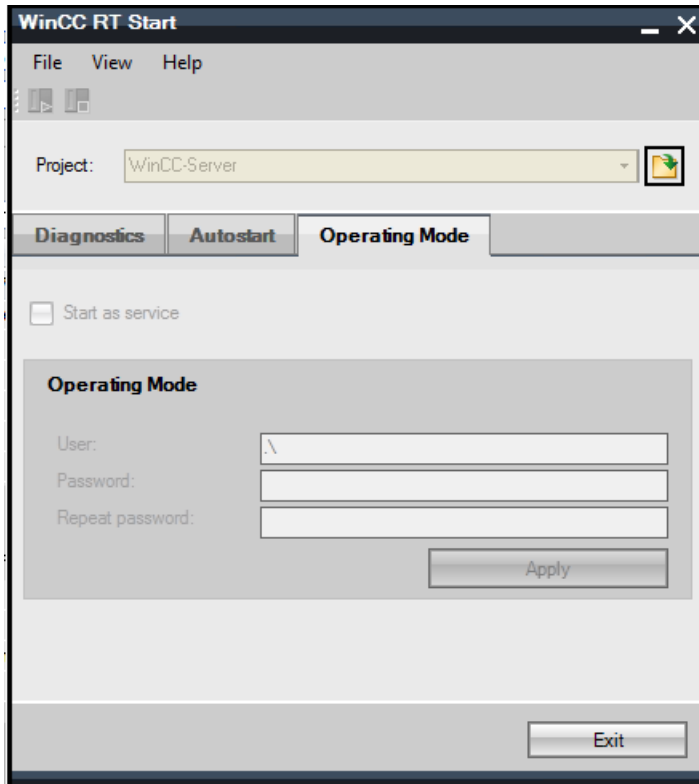 WinCC RT Start
File View Help
Project: WinCC-Server
Diagnostics Autostart Operating Mode
Start as service
Operating Mode
User: .\
Password:
Repeat password:
Apply
Exit